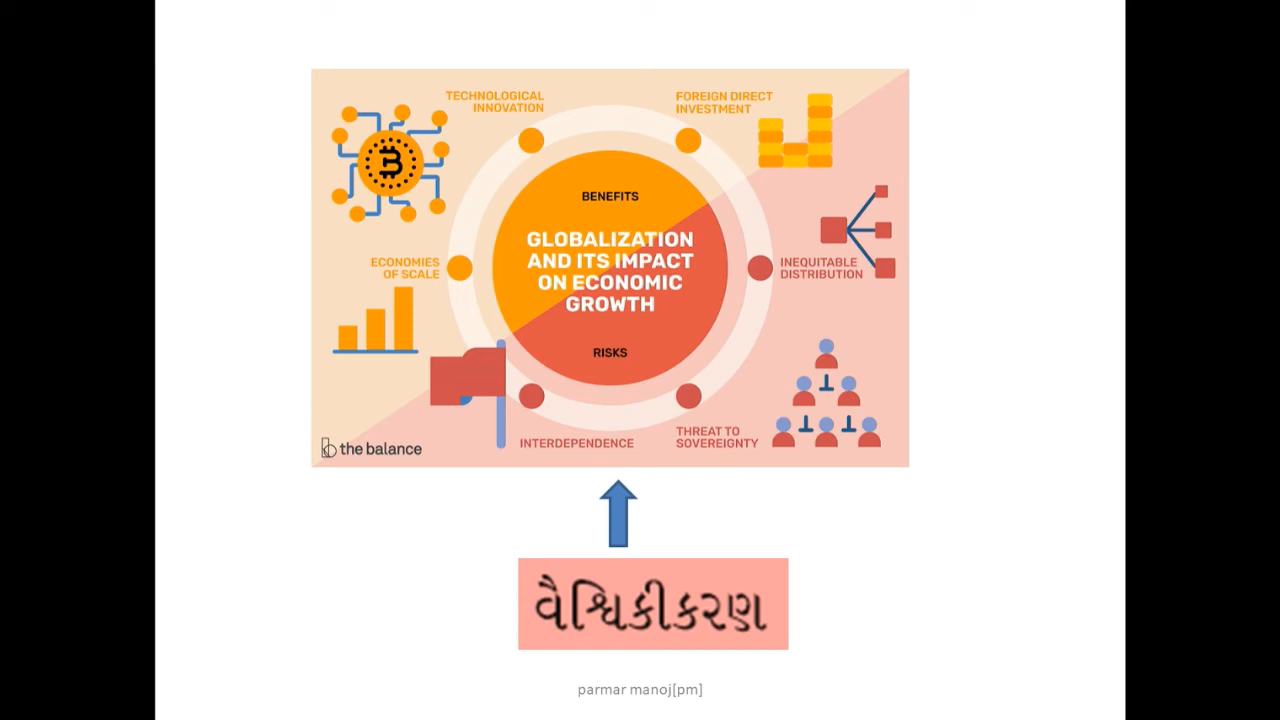 TECHNOLOGICAL
INNOVATION
FOREIGN DIRECT
INVESTMENT
BENEFITS
GLOBALIZATION
AND ITS IMPACT
ON ECONOMIC
GROWTH
ECONOMIES
OF SCALE
INEQUITABLE
DISTRIBUTION
RISKS
INTERDEPENDENCE
THREAT TO
SOVEREIGNTY
the balance
વૈશ્વિકીકરણ
parmar manoj[pm]